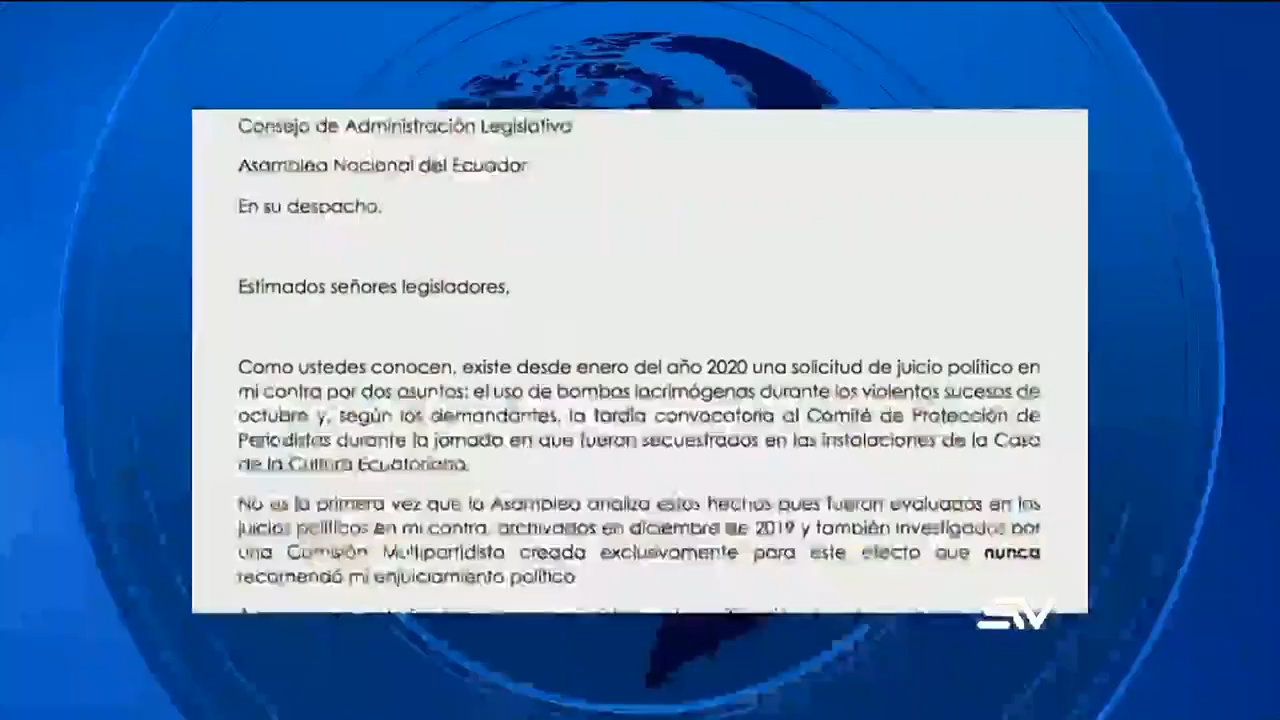 Consejo de Administración Legislativa
Asamblea Nacional del Ecuador
En su despacho.
Estimados señores legisladores,
Como ustedes conocen, existe desde enero del año 2020 una solicitud de juicio político en
mi contra por dos asuntos: el uso de bombas lacrimógenas durante los violentos sucesos de
octubre y, según los demandantes, la tardía convocatoria al Comité de Protección de
Periodistas durante la jornada en que fueran secuestrados en las instalaciones de la Casa
de la Cultura Ecuatoriana.
No es la primera vez que la Asamblea analiza estos hechos pues fueron evaluados en los
juicios políticos en mi contra, archivados en diciembre de 2019 y también investigados por
una Comisión Multipartidista creada exclusivamente para este efecto que nunca
recomendó mi enjuiciamiento político